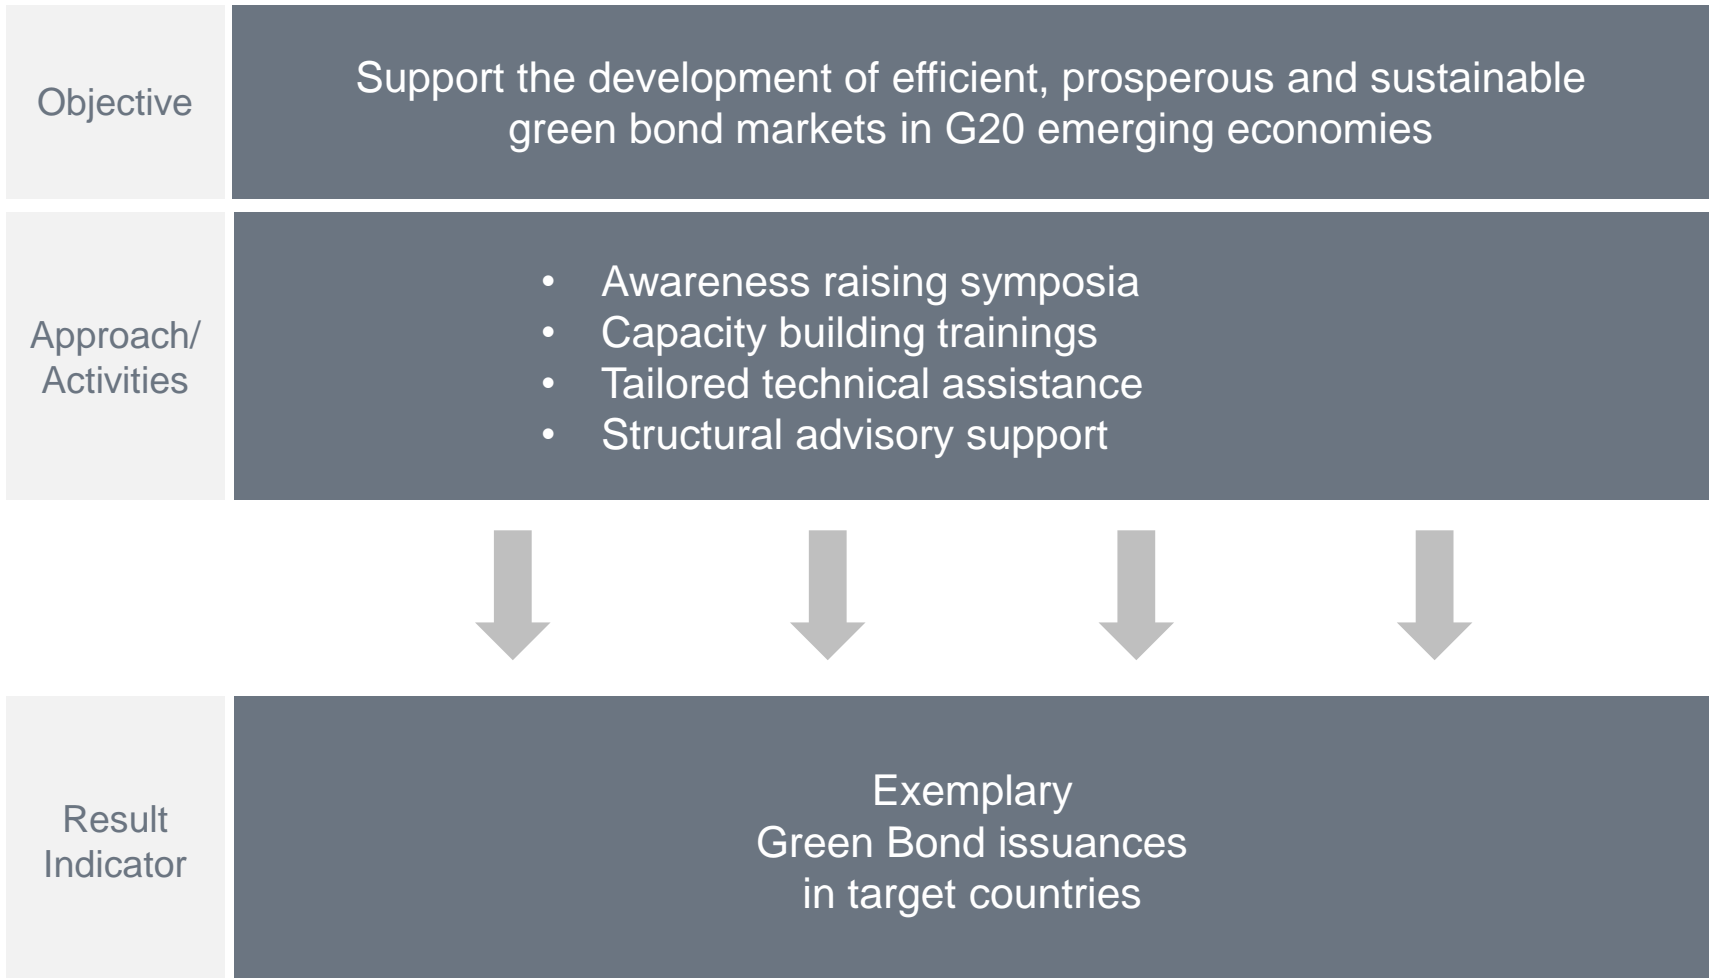 Objective
Support the development of efficient, prosperous and sustainable
green bond markets in G20 emerging economies
Approach/
Activities
• Awareness raising symposia
• Capacity building trainings
• Tailored technical assistance
• Structural advisory support
Result
Indicator
Exemplary
Green Bond issuances
in target countries